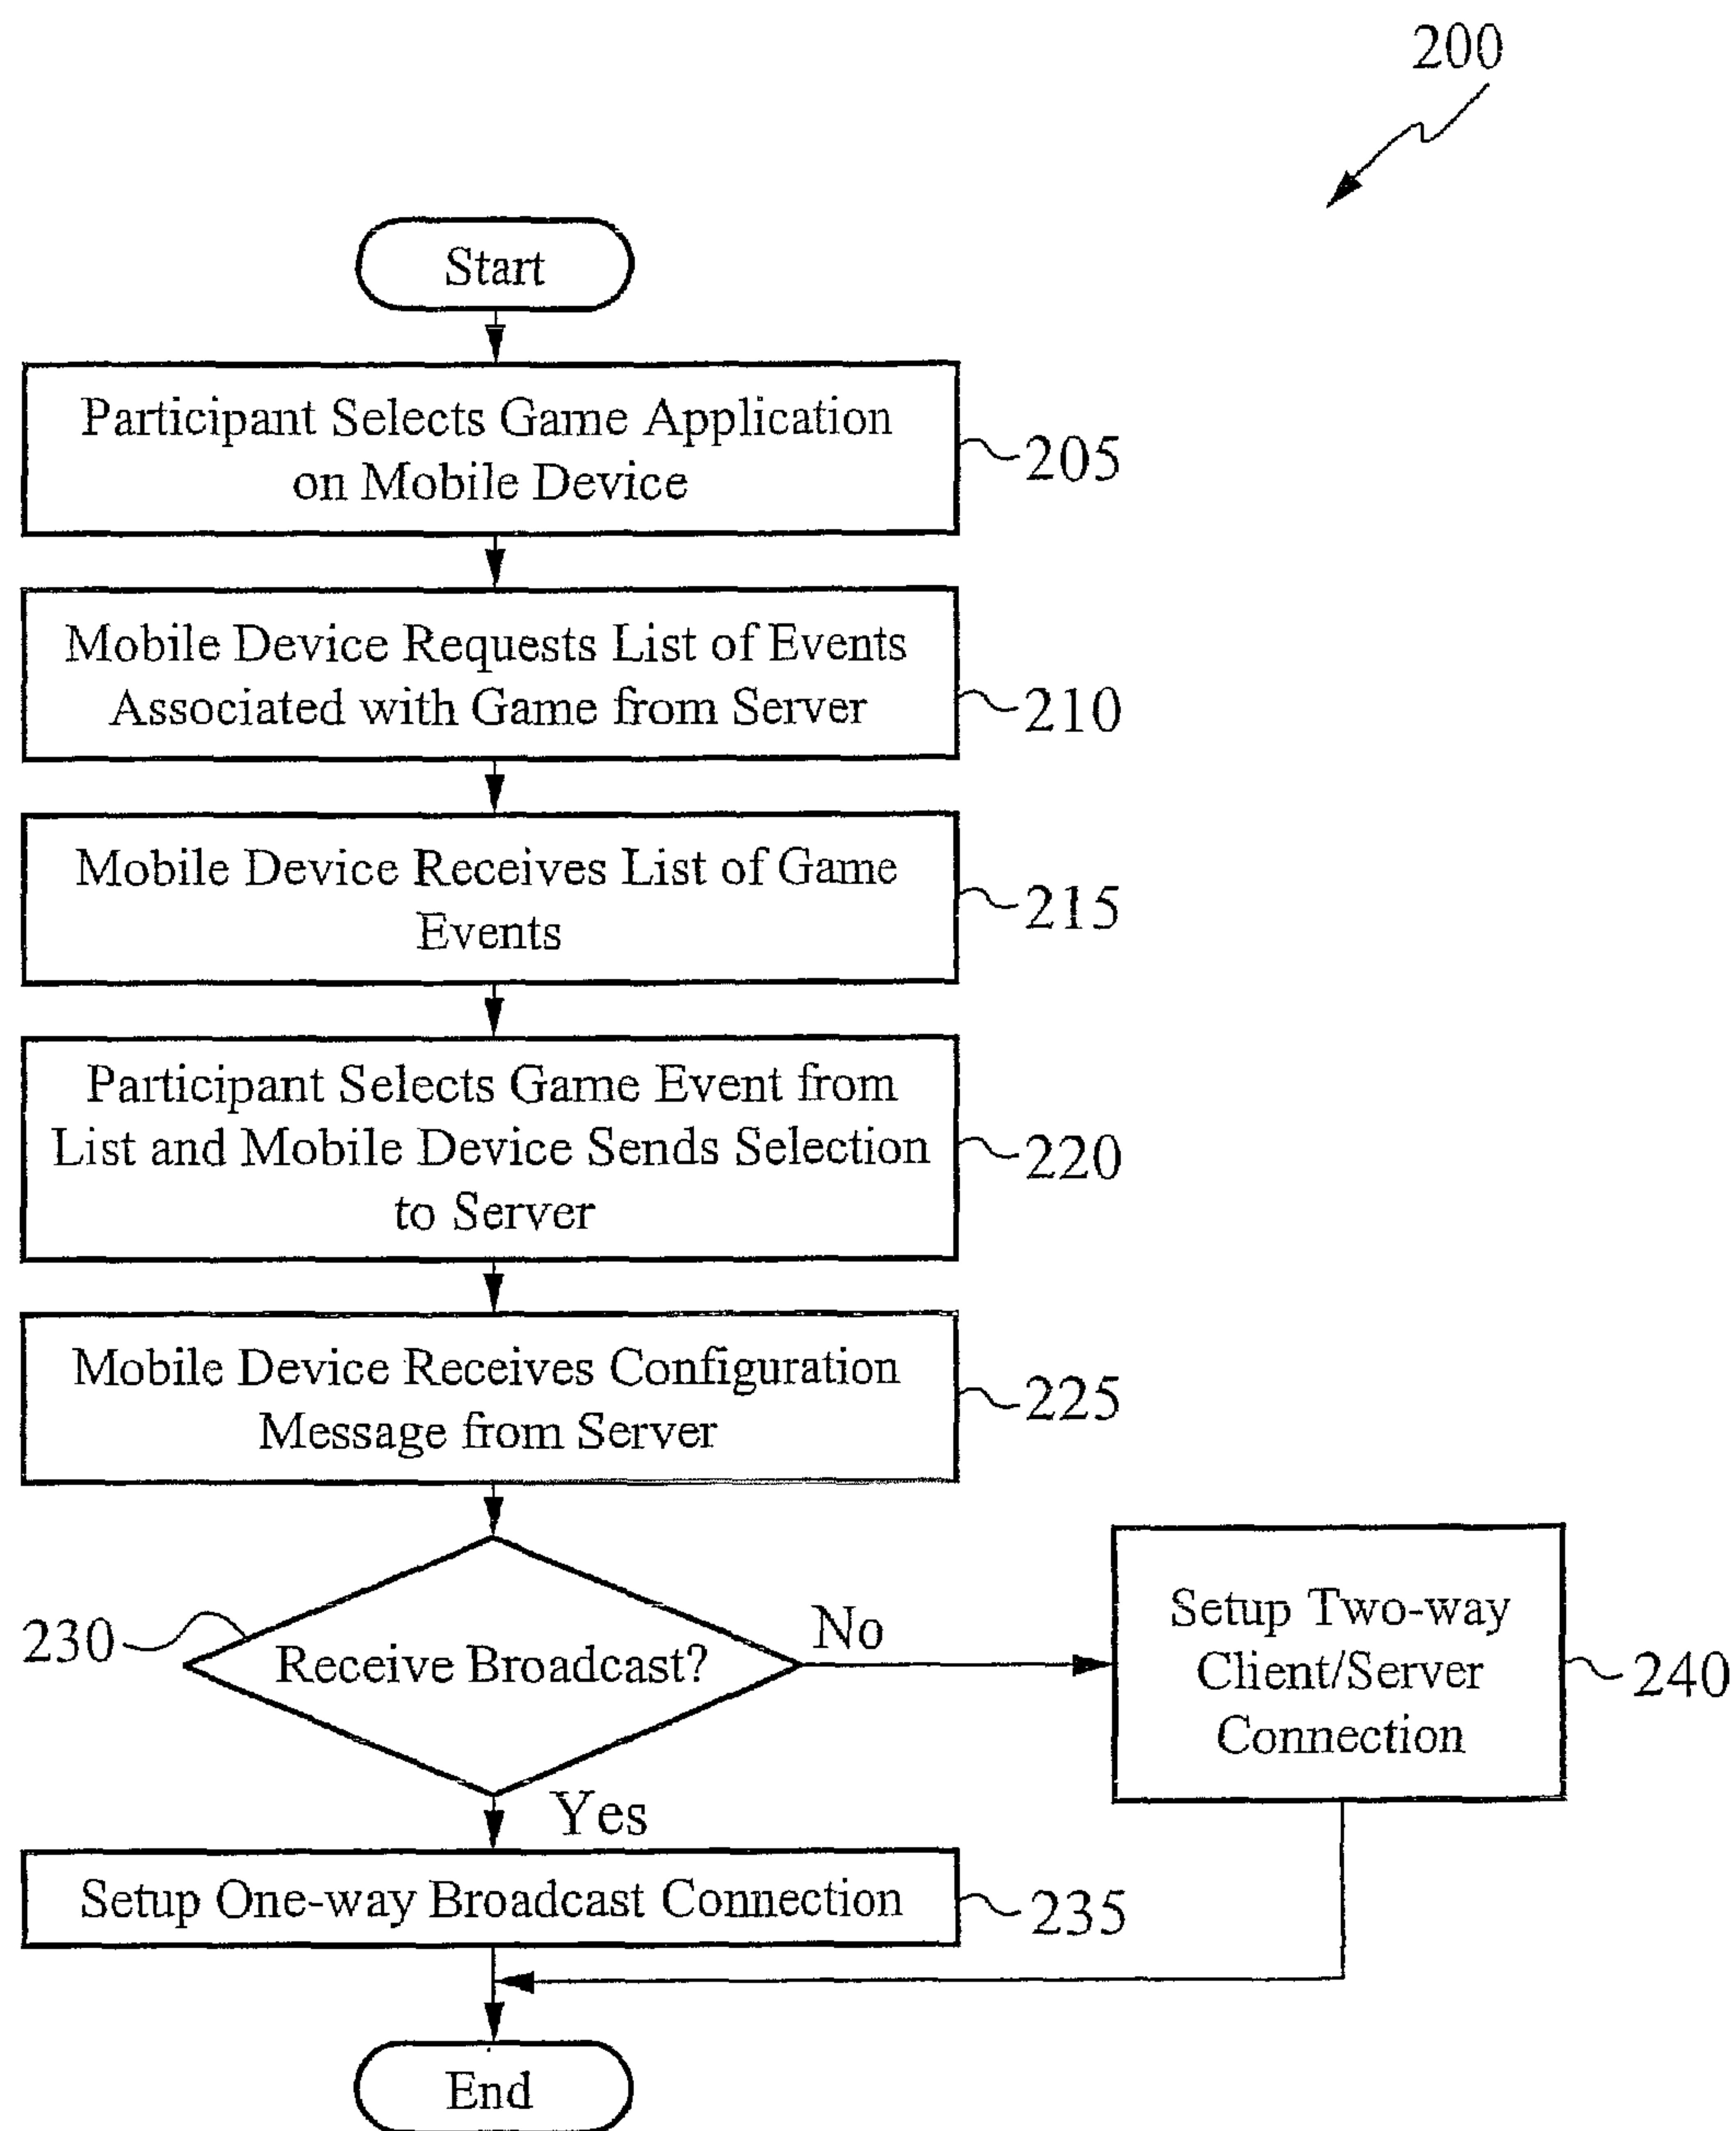 200
Start
Participant Selects Game Application
on Mobile Device
205
Mobile Device Requests List of Events
Associated with Game from Server
210
Mobile Device Receives List of Game
Events
215
Participant Selects Game Event from
List and Mobile Device Sends Selection
to Server
220
Mobile Device Receives Configuration
Message from Server
225
230
Receive Broadcast?
No
Setup Two-way
Client/Server
Connection
240
Yes
Setup One-way Broadcast Connection
235
End